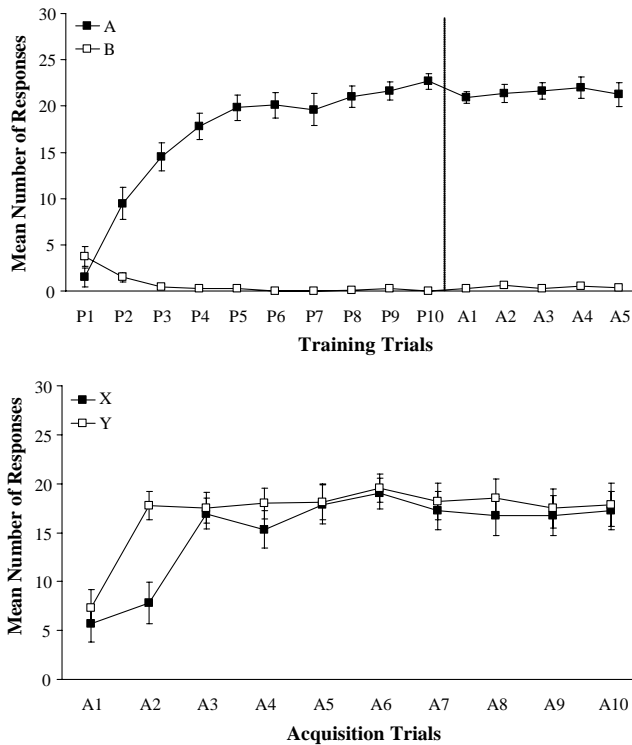 30
25
20
15
10
5
0
Mean Number of Responses
A
B
P1 P2 P3 P4 P5 P6 P7 P8 P9 P10 A1 A2 A3 A4 A5
Training Trials
30
25
20
15
10
5
0
Mean Number of Responses
X
Y
A1 A2 A3 A4 A5 A6 A7 A8 A9 A10
Acquisition Trials